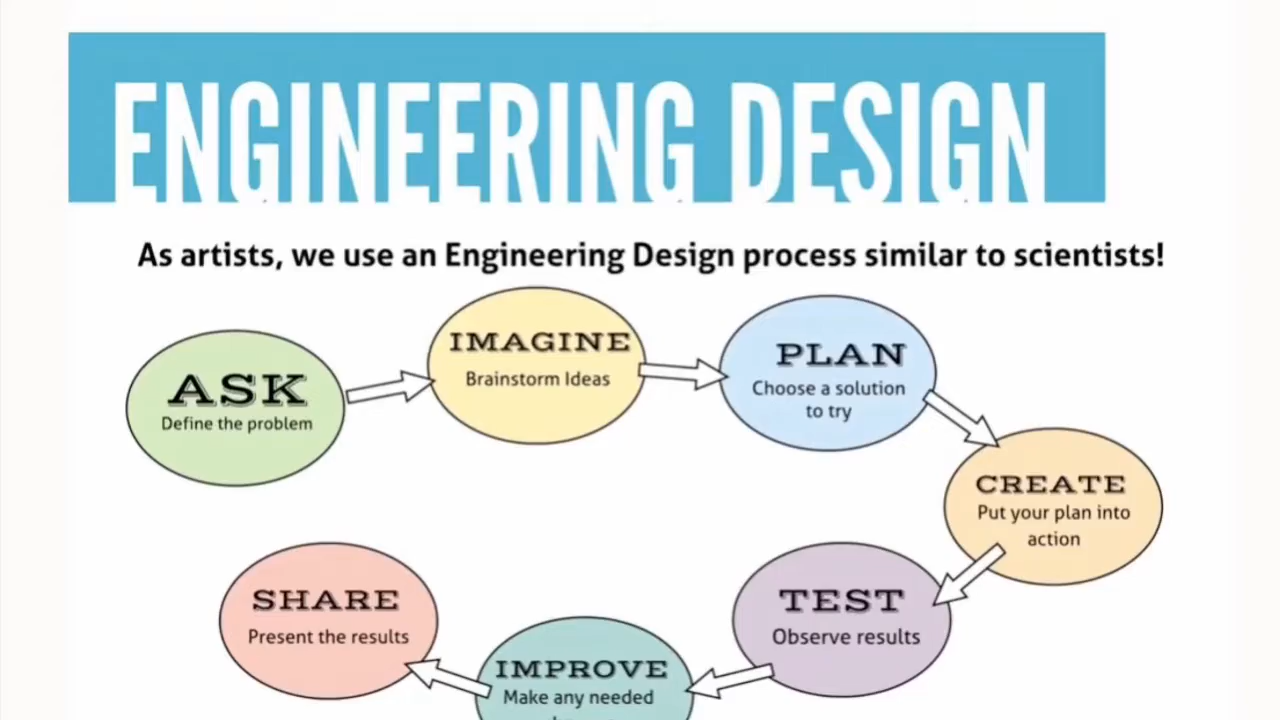 ENGINEERING DESIGN
As artists, we use an Engineering Design process similar to scientists!
ASK
Define the problem
IMAGINE
Brainstorm Ideas
PLAN
Choose a solution
to try
CREATE
Put your plan into
action
TEST
Observe results
IMPROVE
Make any needed
SHARE
Present the results